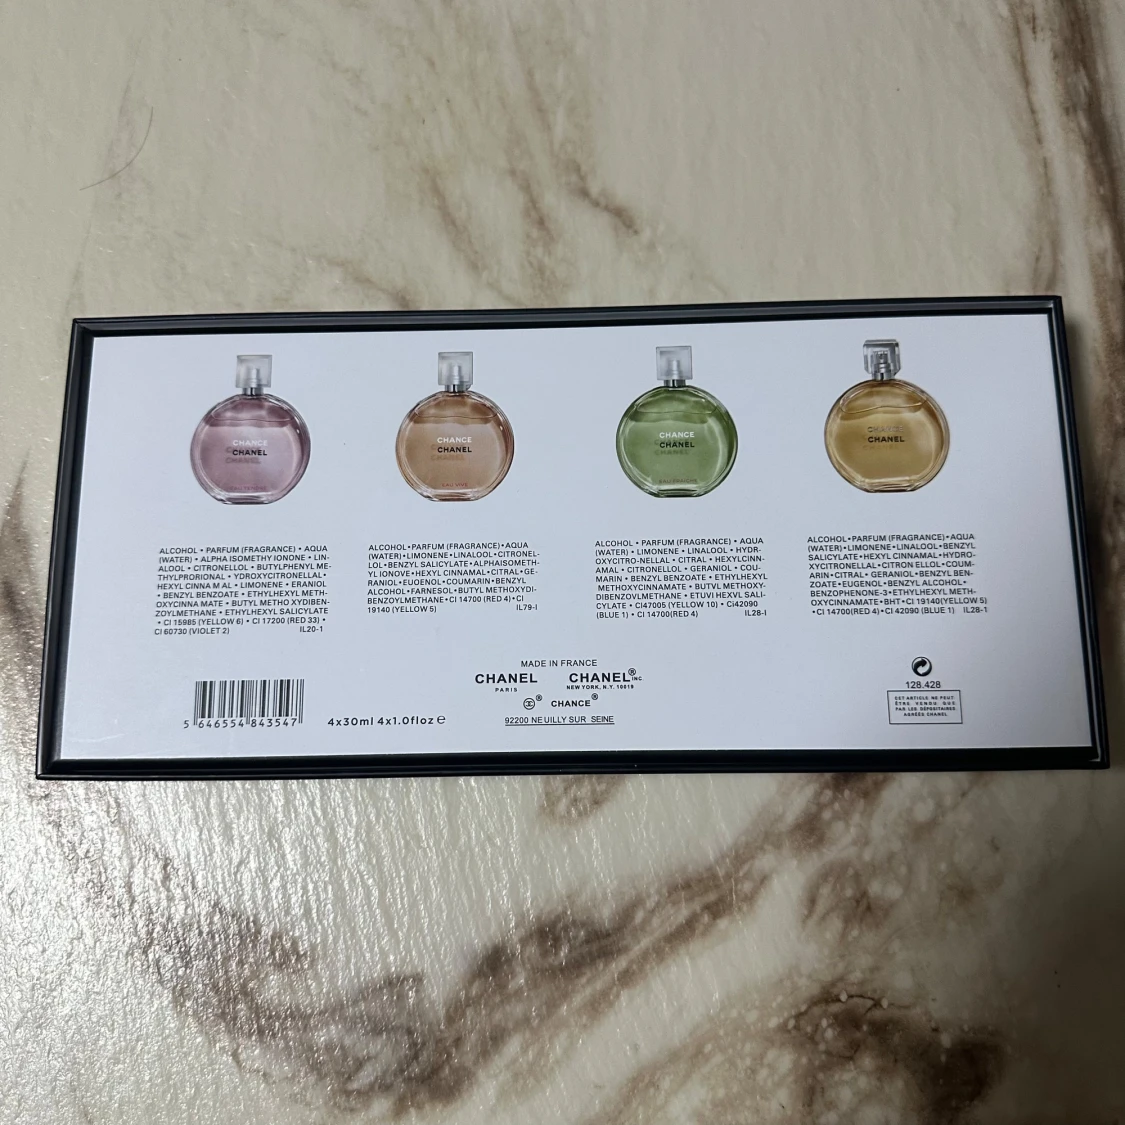 CHANCE
CHANEL
CHANCE
CHANEL
EAU VIVE
CHANCE
CHANEL
EAU FRAÎCHE
CHANCE
CHANEL
ALCOHOL • PARFUM (FRAGRANCE) • AQUA
(WATER) • ALPHA ISOMETHY IONONE • LIN-
ALOOL • CITRONELLOL • BUTYLPHENYL ME-
THYLPRORIONAL • YDROXYCITRONELLAL •
HEXYL CINNA M AL • LIMONENE • ERANIOL
• BENZYL BENZOATE • ETHYLHEXYL METH-
OXYCINNA MATE • BUTYL METHO XYDIBEN-
ZOYLMETHANE • ETHYLHEXYL SALICYLATE
• CI 15985 (YELLOW 6) • CI 17200 (RED 33) •
CI 60730 (VIOLET 2) IL20-1
ALCOHOL•PARFUM (FRAGRANCE)•AQUA
(WATER)•LIMONENE•LINALOOL•CITRONEL-
LOL•BENZYL SALICYLATE•ALPHAISOMETH-
YL IONOVE•HEXYL CINNAMAL•CITRAL•GE-
RANIOL•EUOENOL•COUMARIN•BENZYL
ALCOHOL•FARNESOL•BUTYL METHOXYDI-
BENZOYLMETHANE•CI 14700 (RED 4)•CI
19140 (YELLOW 5) IL79-I
ALCOHOL • PARFUM (FRAGRANCE) • AQUA
(WATER) • LIMONENE • LINALOOL • HYDR-
OXYCITRO-NELLAL • CITRAL • HEXYLCINN-
AMAL • CITRONELLOL • GERANIOL • COU-
MARIN • BENZYL BENZOATE • ETHYLHEXYL
METHOXYCINNAMATE • BUTYL METHOXY-
DIBENZOVLMETHANE • ETUVI HEXVL SALI-
CYLATE • CI47005 (YELLOW 10) • CI42090
(BLUE 1) • CI 14700(RED 4) IL28-I
ALCOHOL•PARFUM (FRAGRANCE)•AQUA
(WATER)•LIMONENE•LINALOOL•BENZYL
SALICYLATE•HEXYL CINNAMAL•HYDRO-
XYCITRONELLAL•CITRON ELLOL•COUM-
ARIN•CITRAL• GERANIOL•BENZYL BEN-
ZOATE•EUGENOL•BENZYL ALCOHOL•
BENZOPHENONE-3•ETHYLHEXYL METH-
OXYCINNAMATE•BHT•CI 19140(YELLOW 5)
•CI 14700(RED 4)•CI 42090 (BLUE 1) IL28-1
MADE IN FRANCE
CHANEL CHANEL® INC.
PARIS NEW YORK, N.Y. 10019
® CHANCE®
92200 NEUILLY SUR SEINE
5 646554 843547
4x30ml 4x1.0floz e
128.428
CET ARTICLE NE PEUT
ÊTRE VENDU QUE
PAR LES DÉPOSITAIRES
AGRÉÉS CHANEL